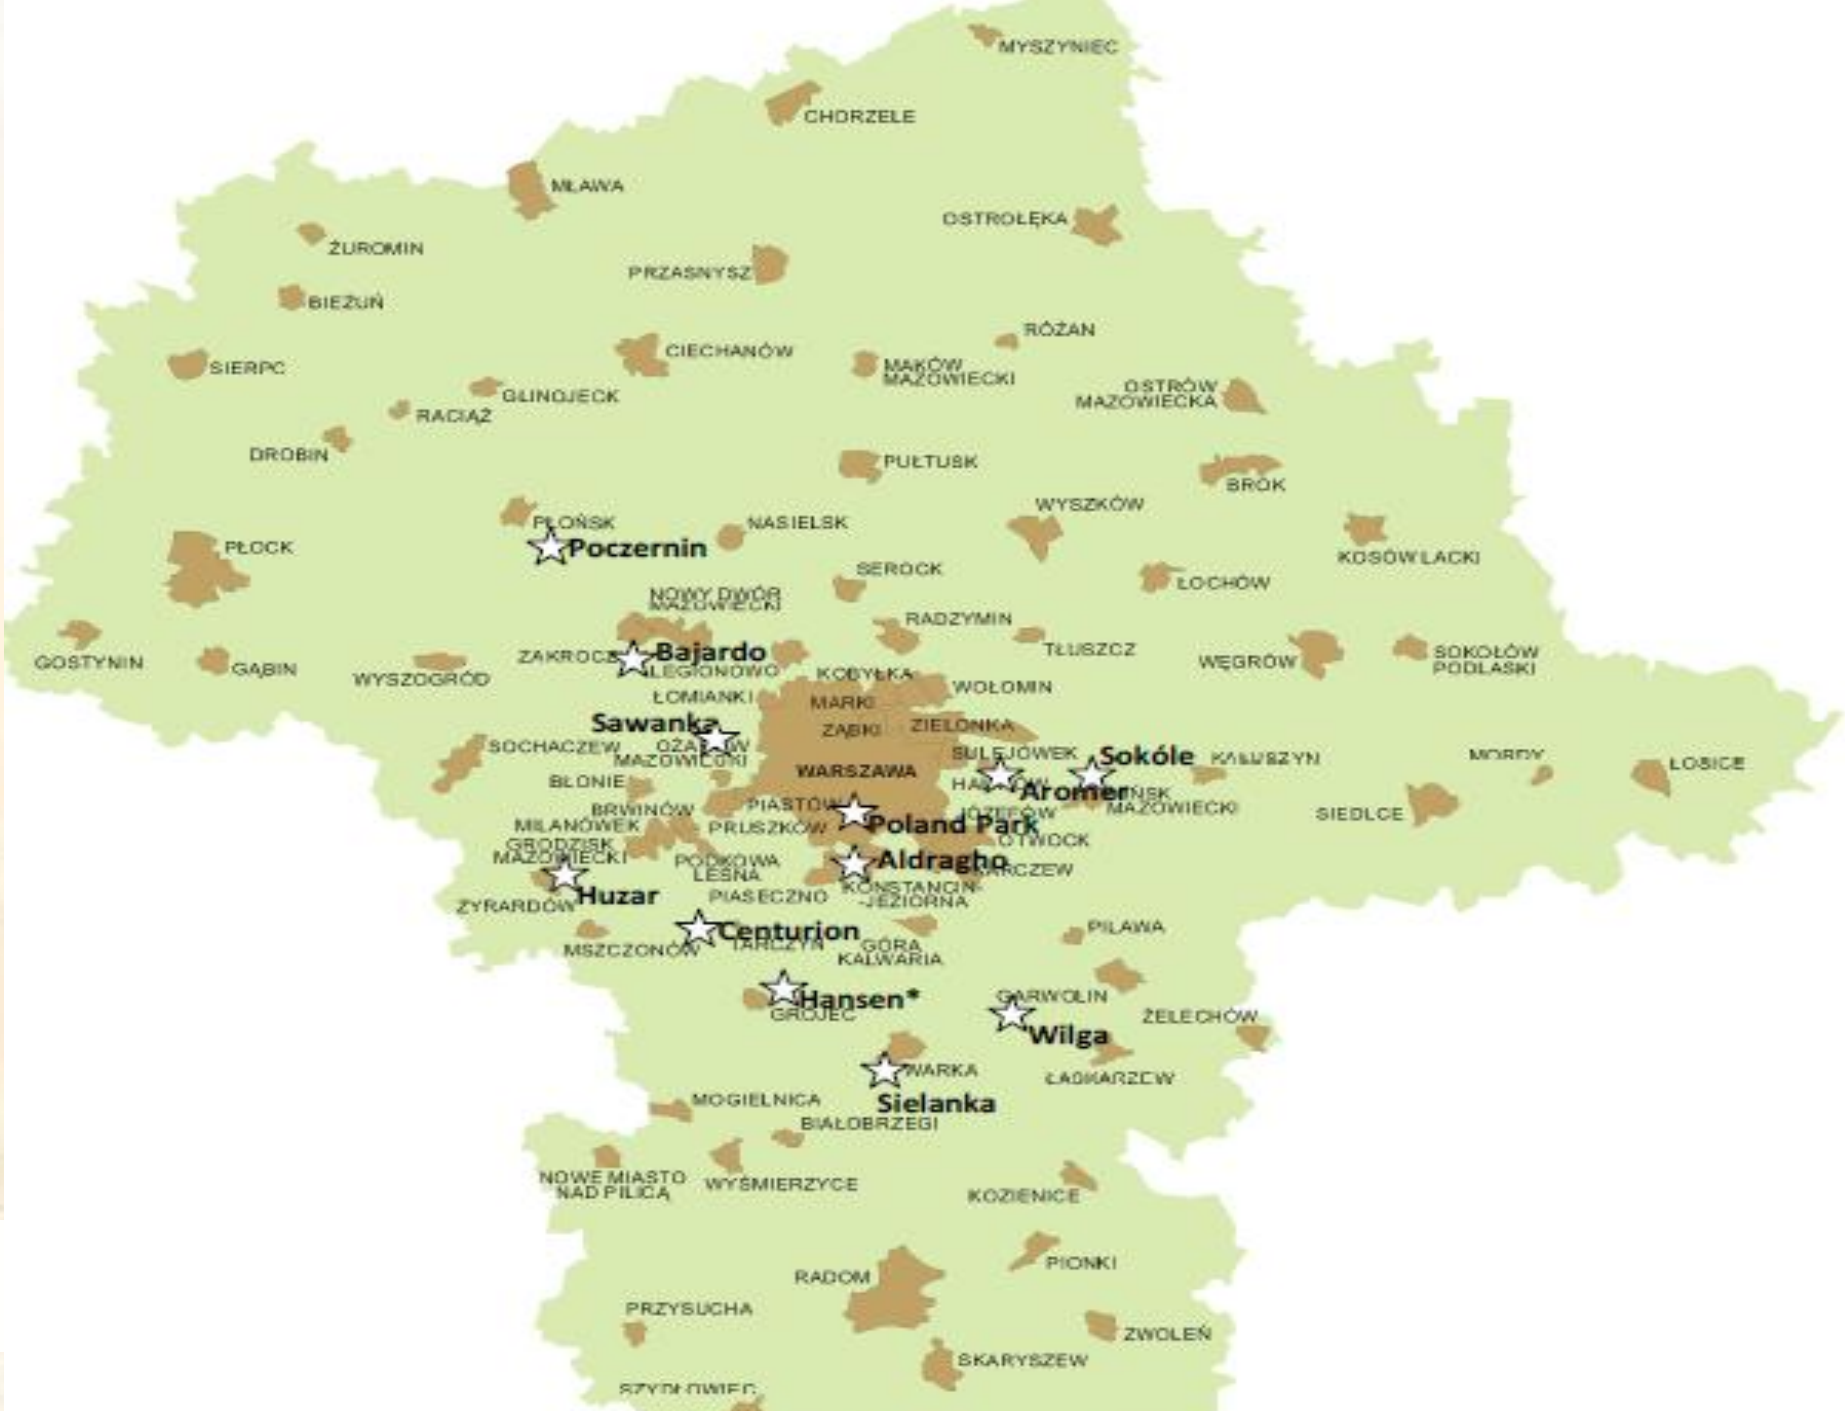 MYSZYNIEC
CHORZELE
MŁAWA
OSTROŁĘKA
ŻUROMIN
PRZASNYSZ
BIEŻUŃ
RÓŻAN
CIECHANÓW
SIERPC
MAKÓW
MAZOWIECKI
OSTRÓW
MAZOWIECKA
GLINOJECK
RACIĄŻ
DROBIN
PUŁTUSK
BROK
WYSZKÓW
PŁOŃSK
NASIELSK
Poczernin
PŁOCK
KOSÓW LACKI
SEROCK
ŁOCHÓW
NOWY DWÓR
MAZOWIECKI
RADZYMIN
TŁUSZCZ
ZAKROCZ
Bajardo
GOSTYNIN
GĄBIN
WYSZOGRÓD
WĘGRÓW
SOKOŁÓW
PODLASKI
LEGIONOWO
KOBYŁKA
ŁOMIANKI
WOŁOMIN
MARKI
Sawanka
ZĄBKI
ZIELONKA
SOCHACZEW
MAZOWIECKI
SULEJÓWEK
Sokóle
KAŁUSZYN
MORDY
ŁOSICE
WARSZAWA
BŁONIE
Aromer
BRWINÓW
PIASTÓW
JÓZEFÓW
MAZOWIECKI
SIEDLCE
MILANÓWEK
PRUSZKÓW
Poland Park
GRODZISK
MAZOWIECKI
OTWOCK
PODKOWA
LEŚNA
Aldragho
KARCZEW
Huzar
PIASECZNO
KONSTANCIN-
-JEZIORNA
ŻYRARDÓW
Centurion
TARCZYN
PILAWA
MSZCZONÓW
GÓRA
KALWARIA
Hansen*
GRÓJEC
GARWOLIN
ŻELECHÓW
Wilga
WARKA
ŁASKARZEW
Sielanka
MOGIELNICA
BIAŁOBRZEGI
NOWE MIASTO
NAD PILICĄ
WYŚMIERZYCE
KOZIENICE
PIONKI
RADOM
PRZYSUCHA
ZWOLEŃ
SKARYSZEW
SZYDŁOWIEC